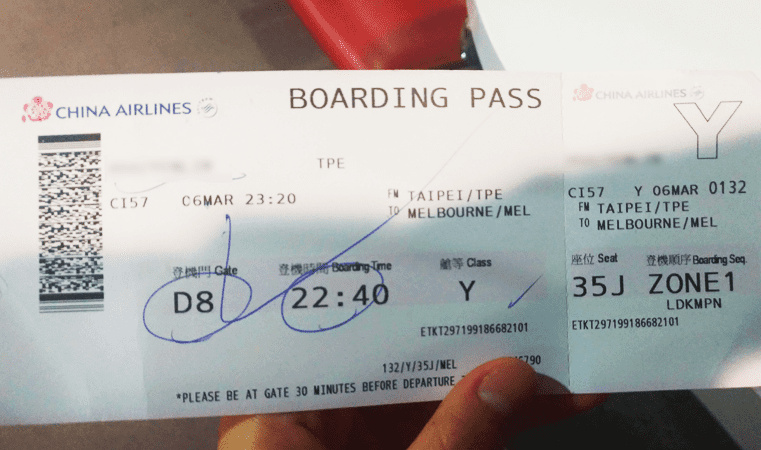 CHINA AIRLINES
BOARDING PASS
TPE
CI57 06MAR 23:20
FM TAIPEI/TPE
TO MELBOURNE/MEL
登機門 Gate 登機時間 Boarding Time 艙等 Class
D8 22:40 Y
ETKT297199186682101
132/Y/35J/MEL 6790
*PLEASE BE AT GATE 30 MINUTES BEFORE DEPARTURE
CHINA AIRLINES
Y
CI57 Y 06MAR 0132
FM TAIPEI/TPE
TO MELBOURNE/MEL
座位 Seat 登機順序 Boarding Seq.
35J ZONE1
LDKMPN
ETKT297199186682101